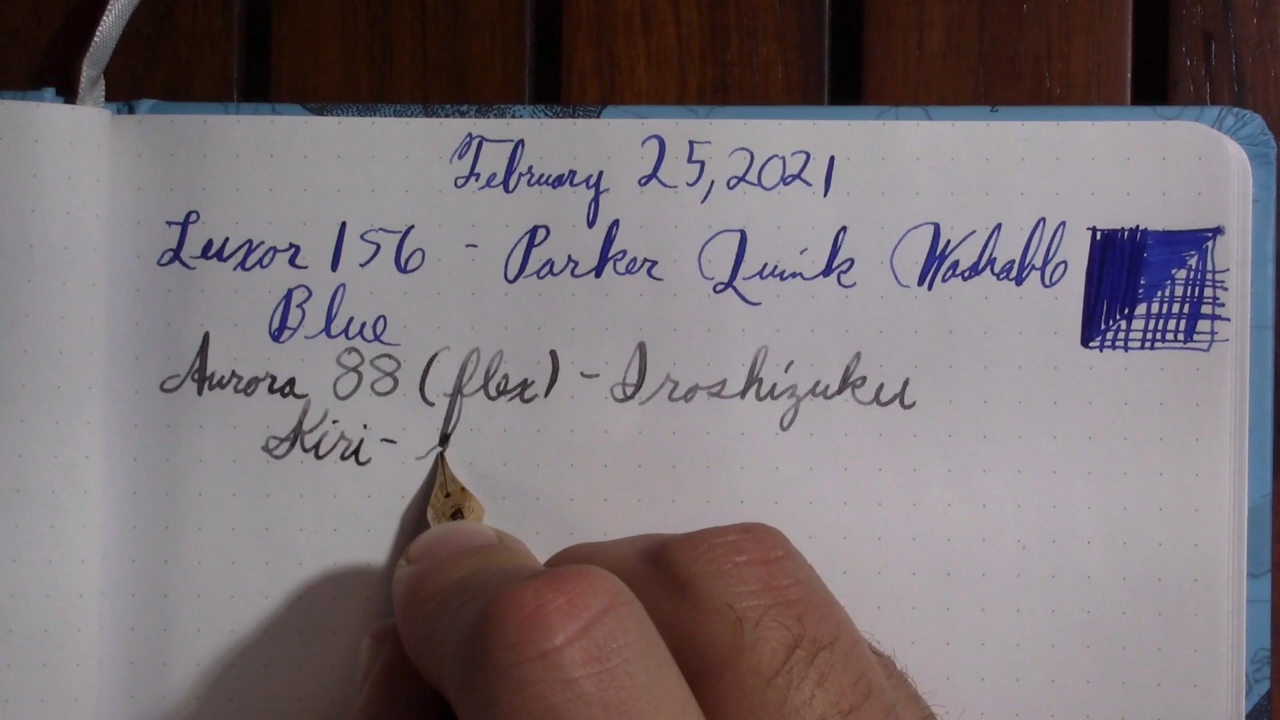 February 25, 2021
Luxor 156 - Parker Quink Washable
Blue
Aurora 88 (flex) - Iroshizuku
Kiri-